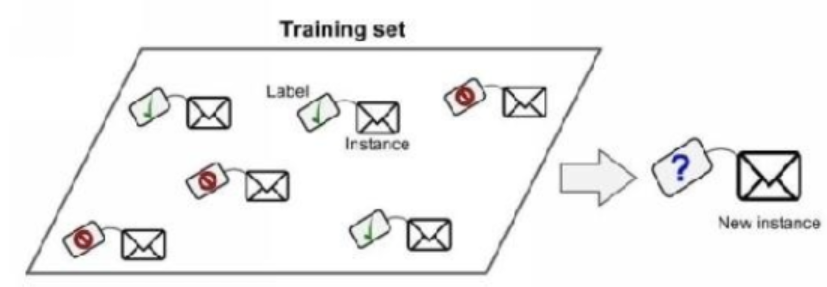 Training set
Label
Instance
?
New instance